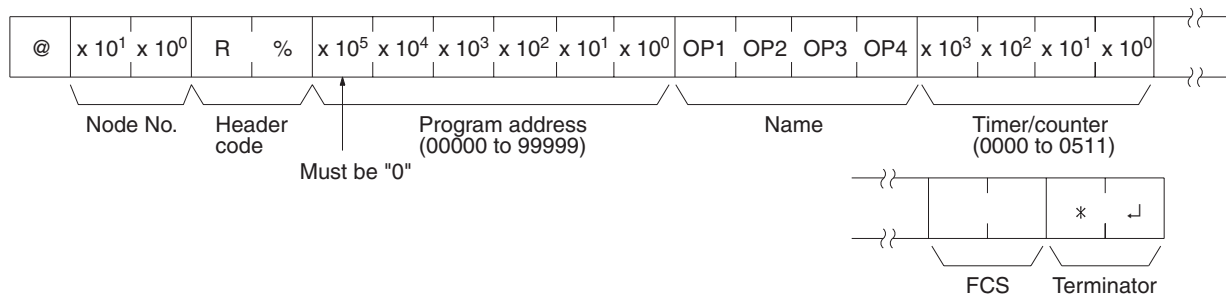 @ x 10¹ x 10⁰ R % x 10⁵ x 10⁴ x 10³ x 10² x 10¹ x 10⁰ OP1 OP2 OP3 OP4 x 10³ x 10² x 10¹ x 10⁰
Node No. Header code Program address (00000 to 99999) Name Timer/counter (0000 to 0511)
Must be "0"
* ↵
FCS Terminator